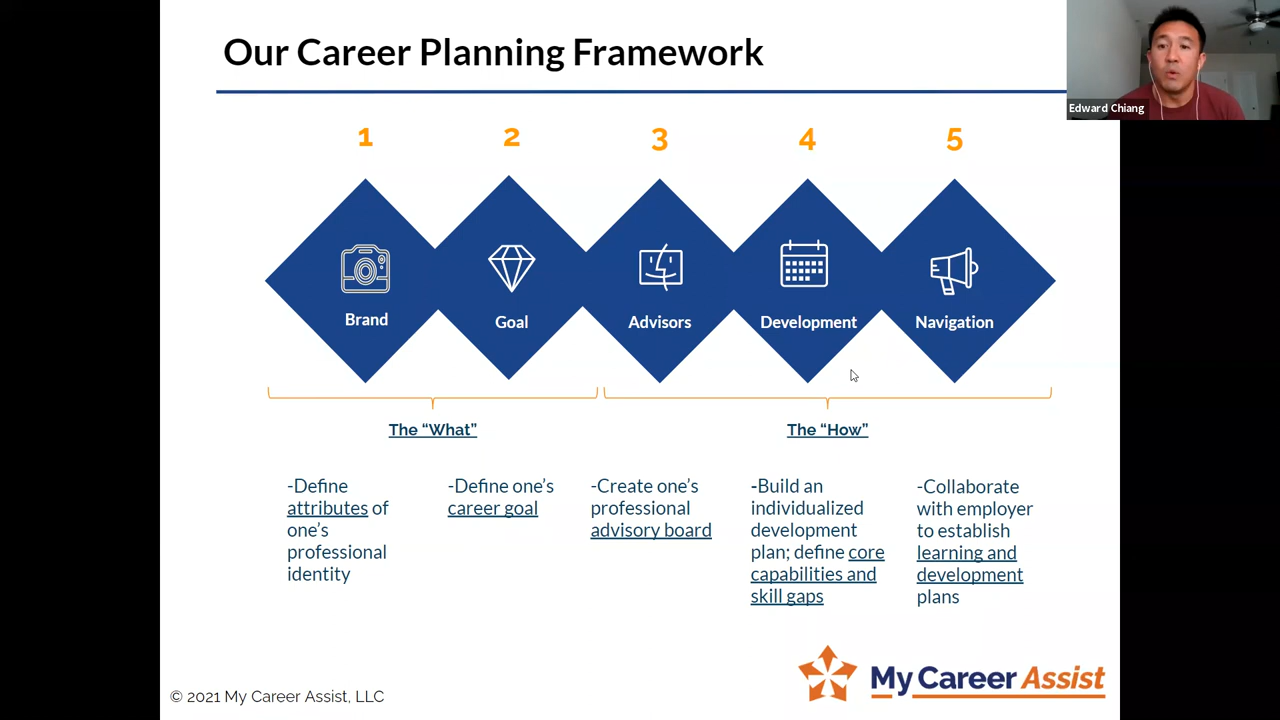 Our Career Planning Framework
Edward Chiang
1
2
3
4
5
Brand
Goal
Advisors
Development
Navigation
The “What”
The “How”
-Define
attributes of
one’s
professional
identity
-Define one’s
career goal
-Create one’s
professional
advisory board
-Build an
individualized
development
plan; define core
capabilities and
skill gaps
-Collaborate
with employer
to establish
learning and
development
plans
My Career Assist
© 2021 My Career Assist, LLC